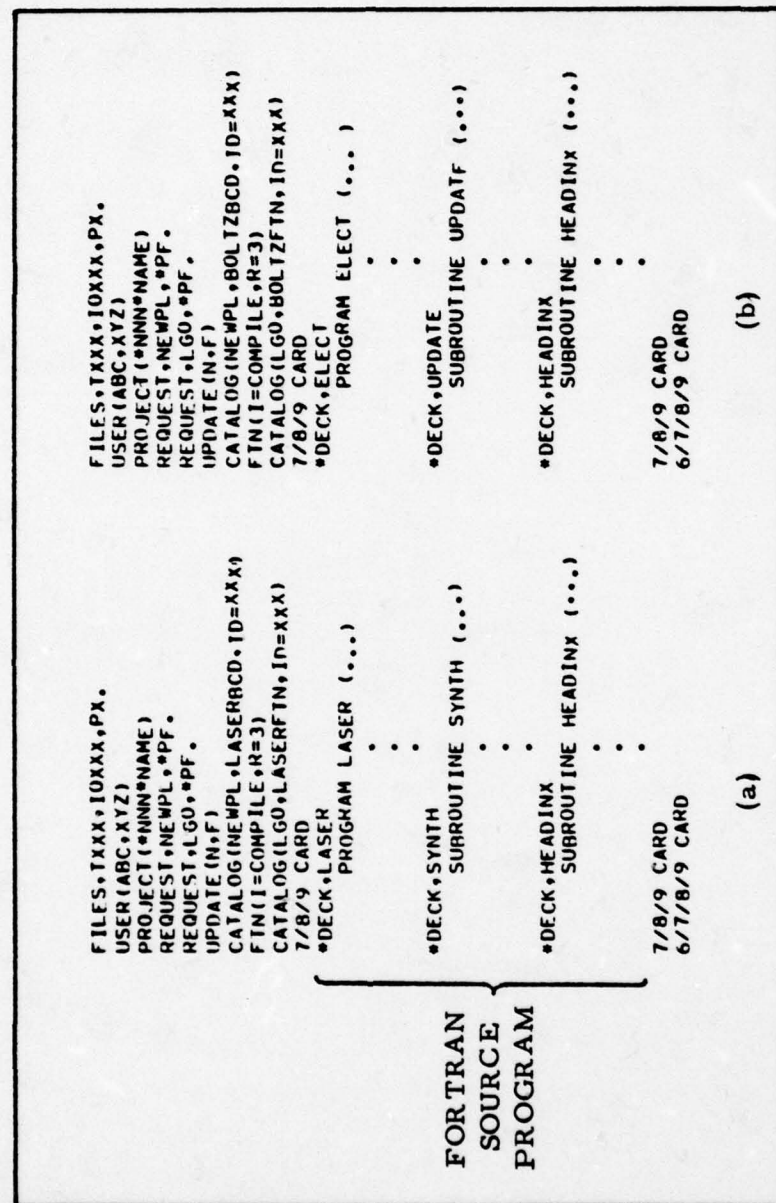 FILES,TXXX,IOXXX,PX.
USER(ABC,XYZ)
PROJECT(*NNN*NAME)
REQUEST,NEWPL,*PF.
REQUEST,LGO,*PF.
UPDATE(N,F)
CATALOG(NEWPL,LASERBCD,ID=XXX)
FTN(I=COMPILE,R=3)
CATALOG(LGO,LASERFTN,ID=XXX)
7/8/9 CARD
*DECK,LASER
PROGRAM LASER (...)
.
.
.
*DECK,SYNTH
SUBROUTINE SYNTH (...)
.
.
.
*DECK,HEADINX
SUBROUTINE HEADINX (...)
.
.
.
7/8/9 CARD
6/7/8/9 CARD
FORTRAN
SOURCE
PROGRAM
(a)
FILES,TXXX,IOXXX,PX.
USER(ABC,XYZ)
PROJECT(*NNN*NAME)
REQUEST,NEWPL,*PF.
REQUEST,LGO,*PF.
UPDATE(N,F)
CATALOG(NEWPL,BOLTZBCD,ID=XXX)
FTN(I=COMPILE,R=3)
CATALOG(LGO,BOLTZFTN,ID=XXX)
7/8/9 CARD
*DECK,ELECT
PROGRAM ELECT (... )
.
.
.
*DECK,UPDATE
SUBROUTINE UPDATF (...)
.
.
.
*DECK,HEADINX
SUBROUTINE HEADINX (...)
.
.
.
7/8/9 CARD
6/7/8/9 CARD
(b)